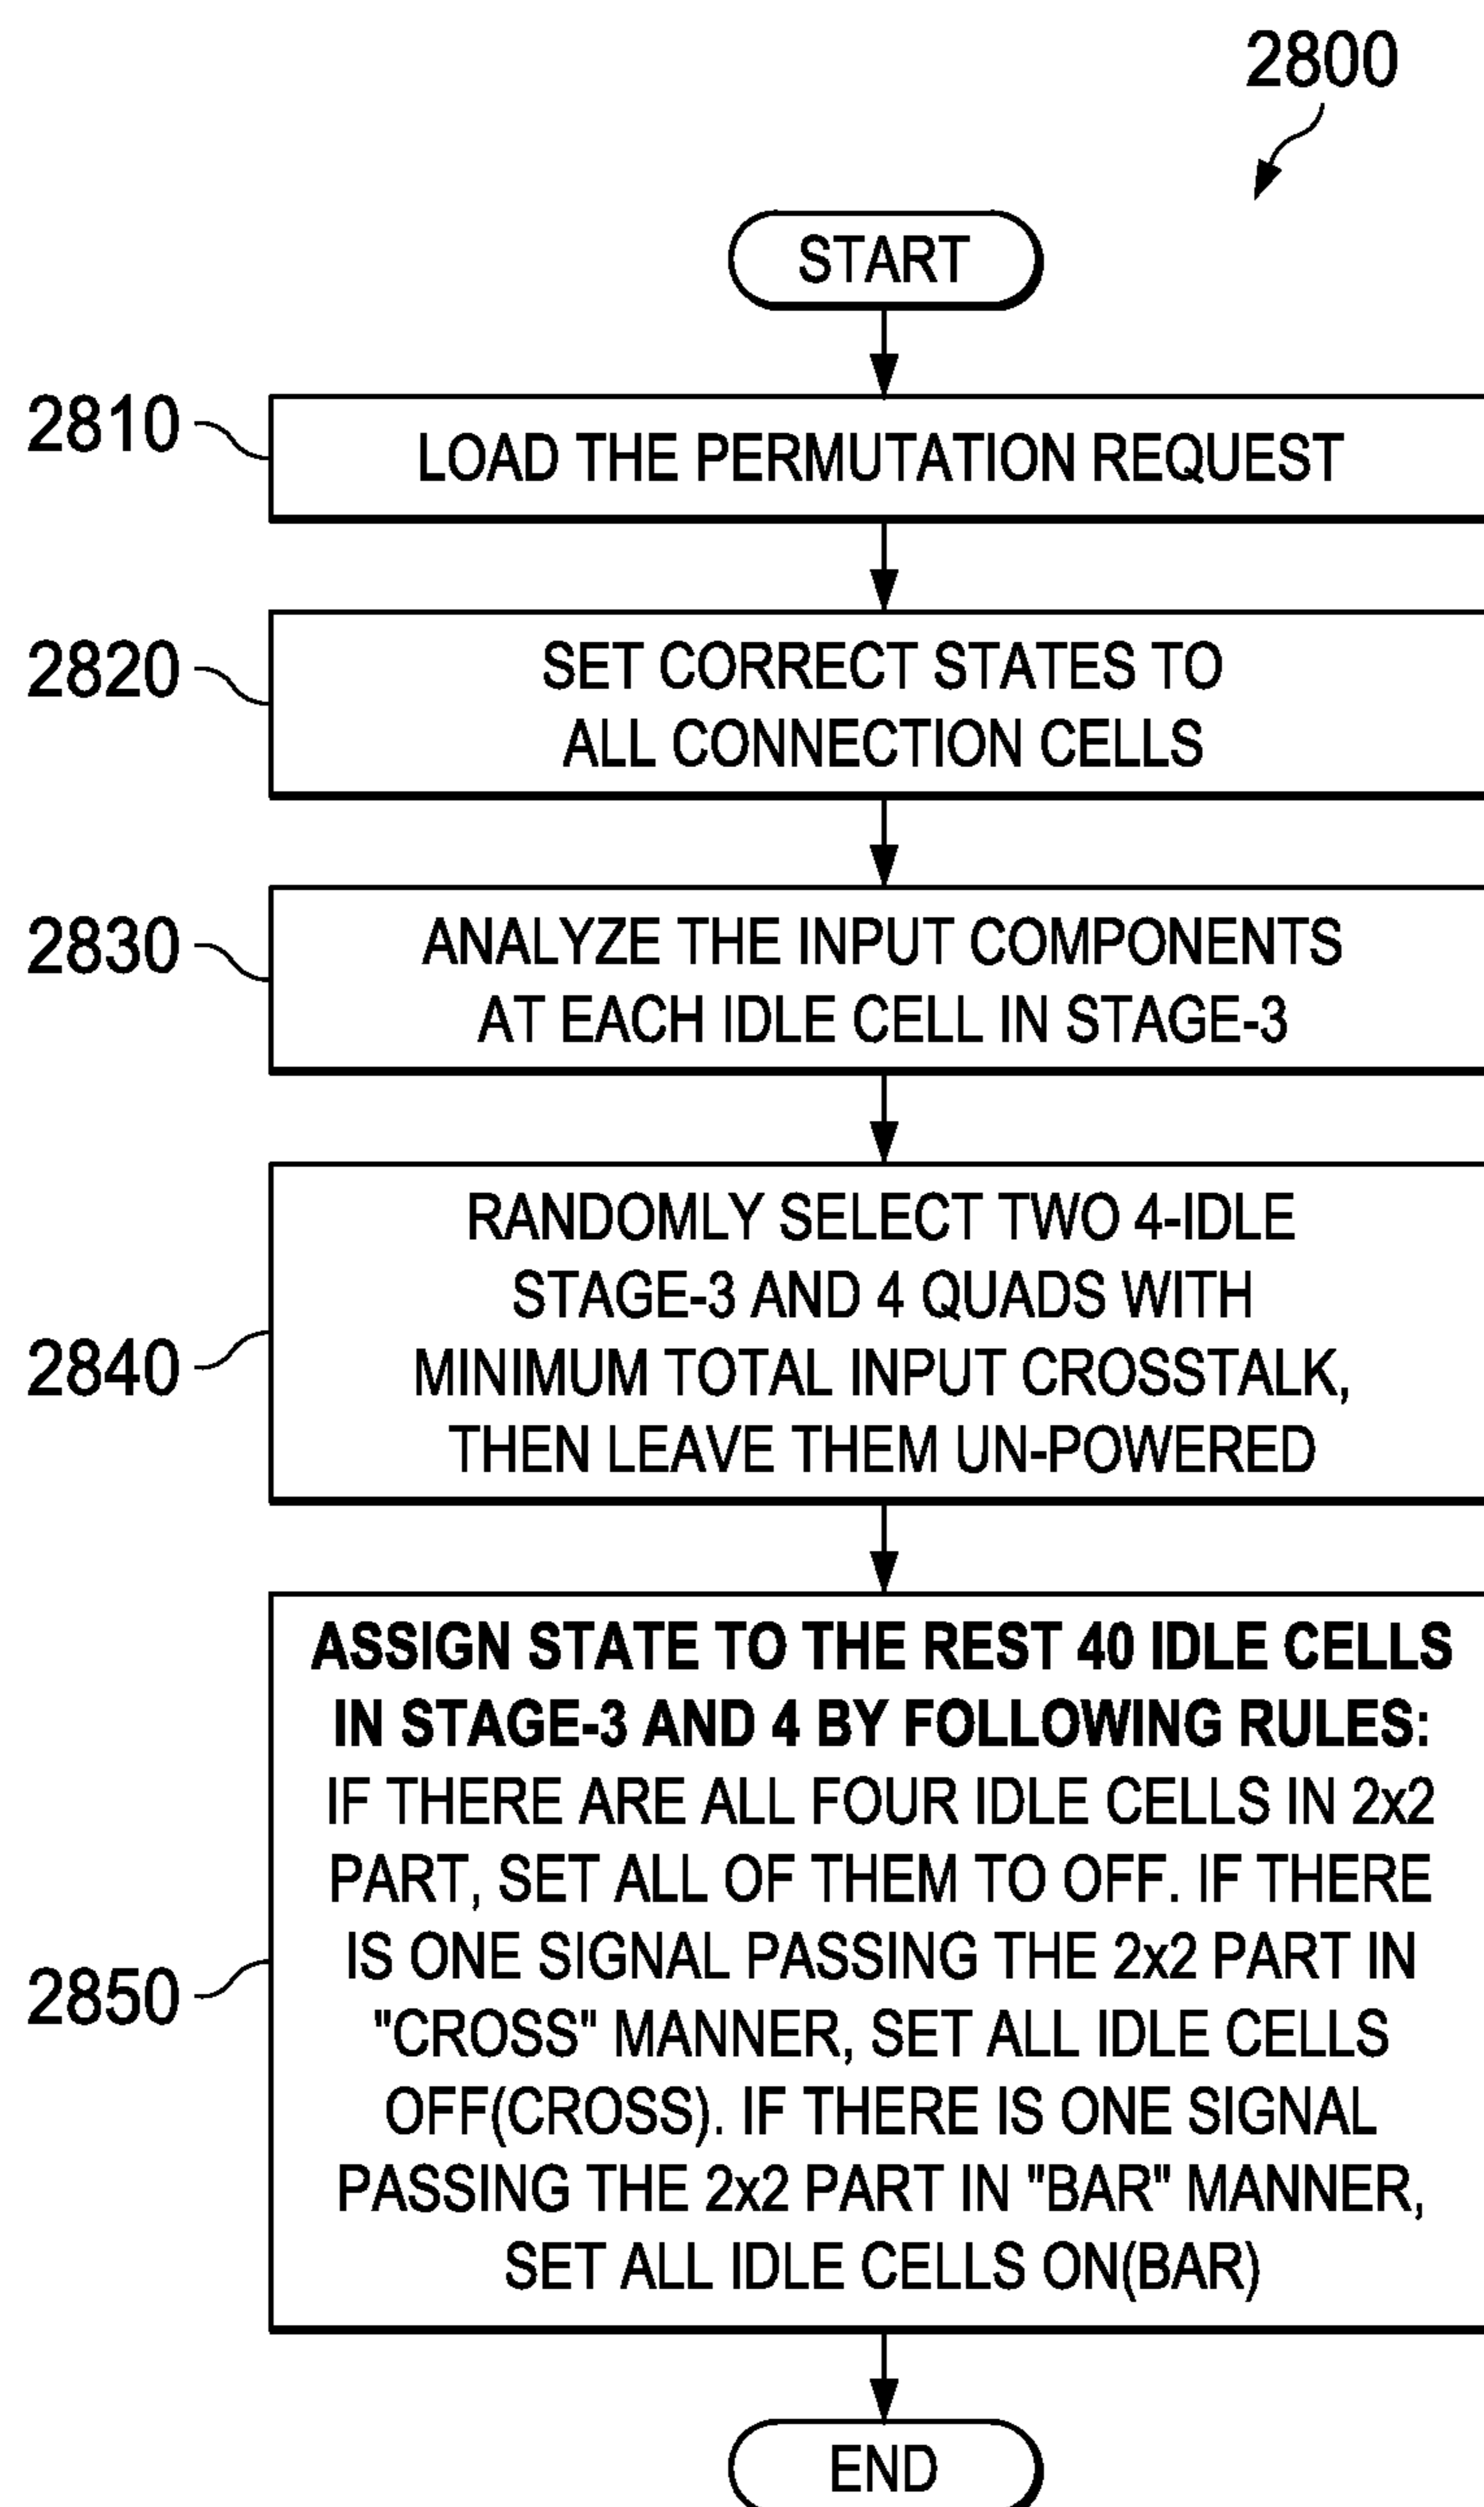 2800
START
2810
LOAD THE PERMUTATION REQUEST
2820
SET CORRECT STATES TO
ALL CONNECTION CELLS
2830
ANALYZE THE INPUT COMPONENTS
AT EACH IDLE CELL IN STAGE-3
2840
RANDOMLY SELECT TWO 4-IDLE
STAGE-3 AND 4 QUADS WITH
MINIMUM TOTAL INPUT CROSSTALK,
THEN LEAVE THEM UN-POWERED
2850
ASSIGN STATE TO THE REST 40 IDLE CELLS
IN STAGE-3 AND 4 BY FOLLOWING RULES:
IF THERE ARE ALL FOUR IDLE CELLS IN 2x2
PART, SET ALL OF THEM TO OFF. IF THERE
IS ONE SIGNAL PASSING THE 2x2 PART IN
"CROSS" MANNER, SET ALL IDLE CELLS
OFF(CROSS). IF THERE IS ONE SIGNAL
PASSING THE 2x2 PART IN "BAR" MANNER,
SET ALL IDLE CELLS ON(BAR)
END